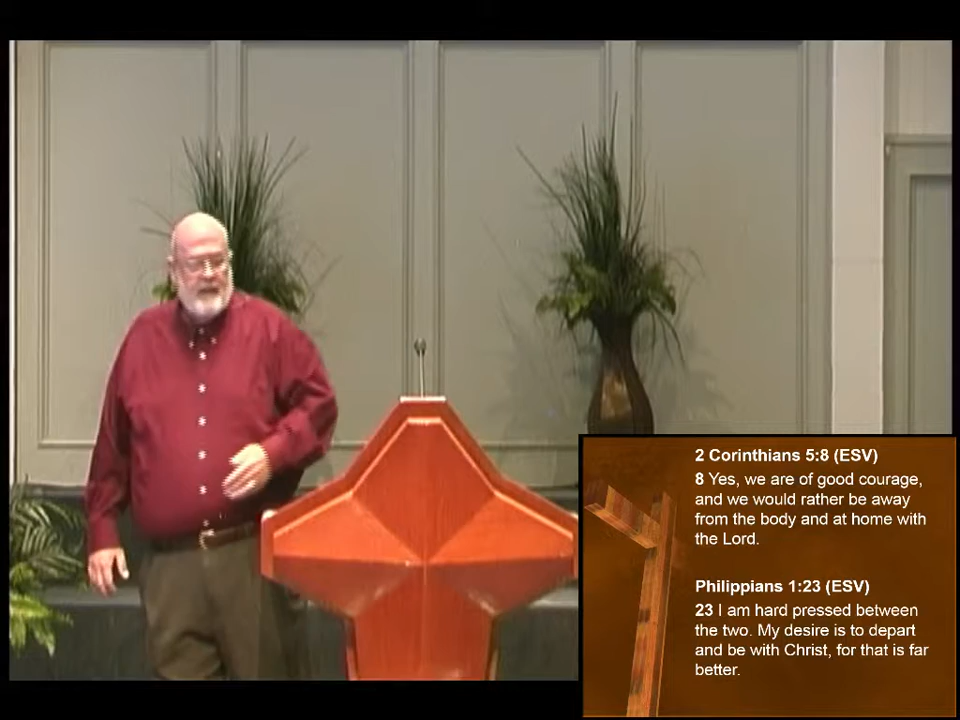 2 Corinthians 5:8 (ESV)
8 Yes, we are of good courage,
and we would rather be away
from the body and at home with
the Lord.
Philippians 1:23 (ESV)
23 I am hard pressed between
the two. My desire is to depart
and be with Christ, for that is far
better.